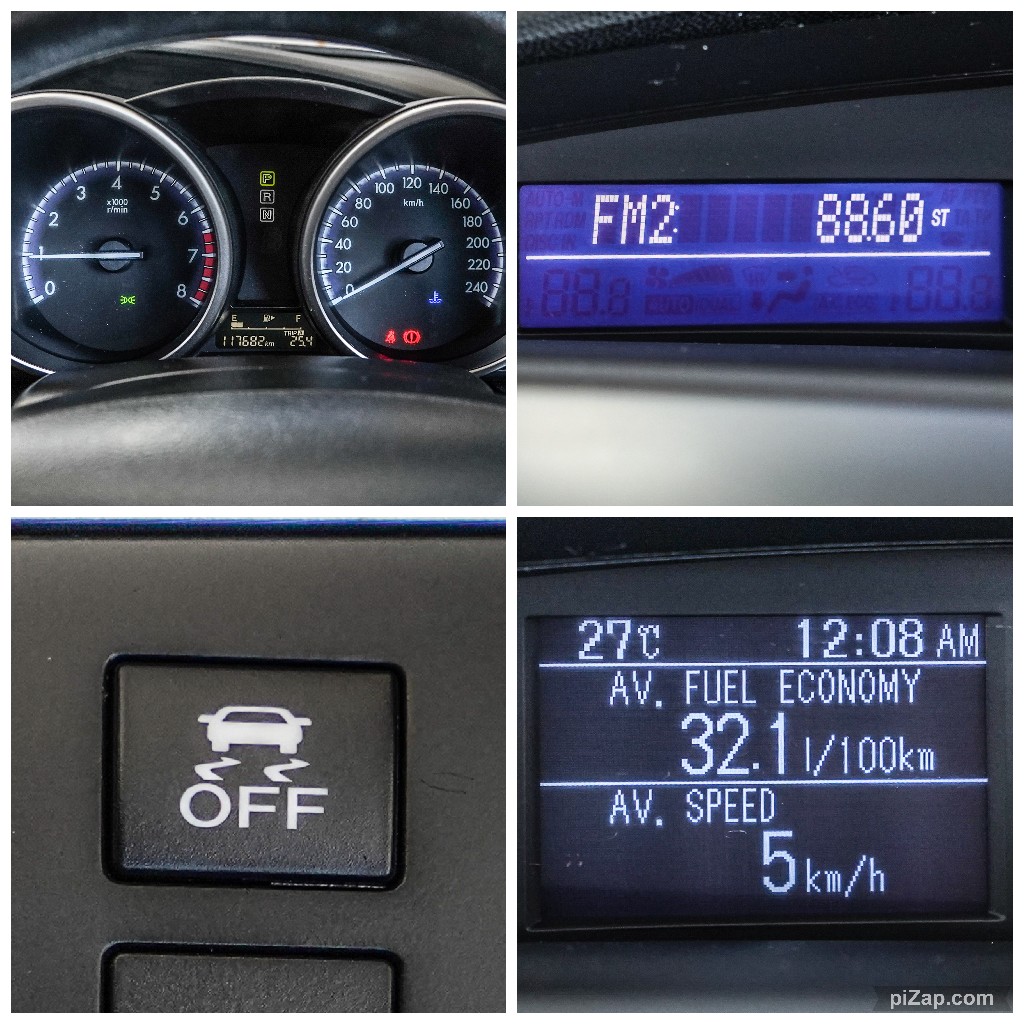 0
1
2
3
4
5
6
7
8
x1000
r/min
P
R
N
E F
TRIP A
117682km 25.4
0
20
40
60
80
100
120
140
160
180
200
220
240
km/h
FM2 88.60 ST
OFF
27℃ 12:08 AM
AV. FUEL ECONOMY
32.1 l/100km
AV. SPEED
5 km/h
piZap.com